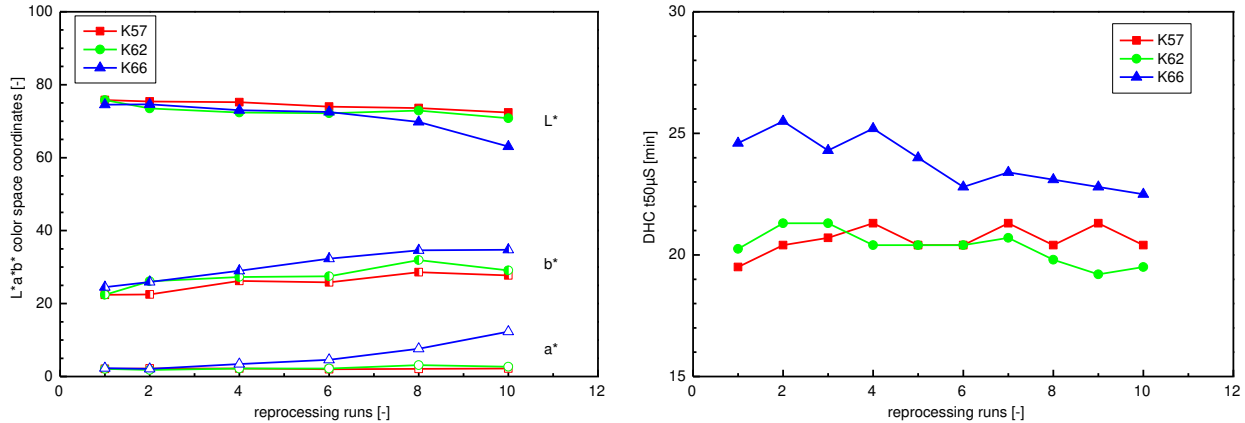 100
80
60
40
20
0
L*a*b* color space coordinates [-]
K57
K62
K66
L*
b*
a*
0 2 4 6 8 10 12
reprocessing runs [-]
30
25
20
15
DHC t50µS [min]
K57
K62
K66
0 2 4 6 8 10 12
reprocessing runs [-]